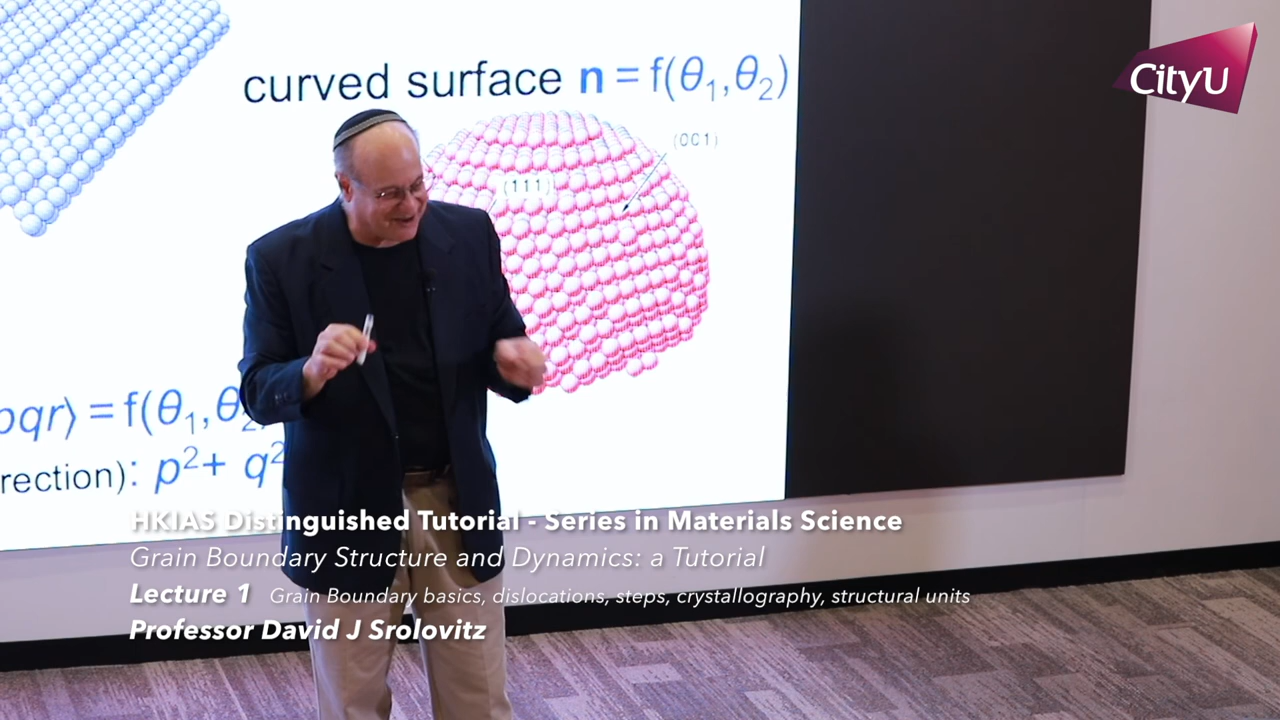 CityU
curved surface n = f(θ₁,θ₂)
(001)
(111)
pqr⟩ = f(θ₁,θ₂
rection): p²+ q²
HKIAS Distinguished Tutorial - Series in Materials Science
Grain Boundary Structure and Dynamics: a Tutorial
Lecture 1 Grain Boundary basics, dislocations, steps, crystallography, structural units
Professor David J Srolovitz